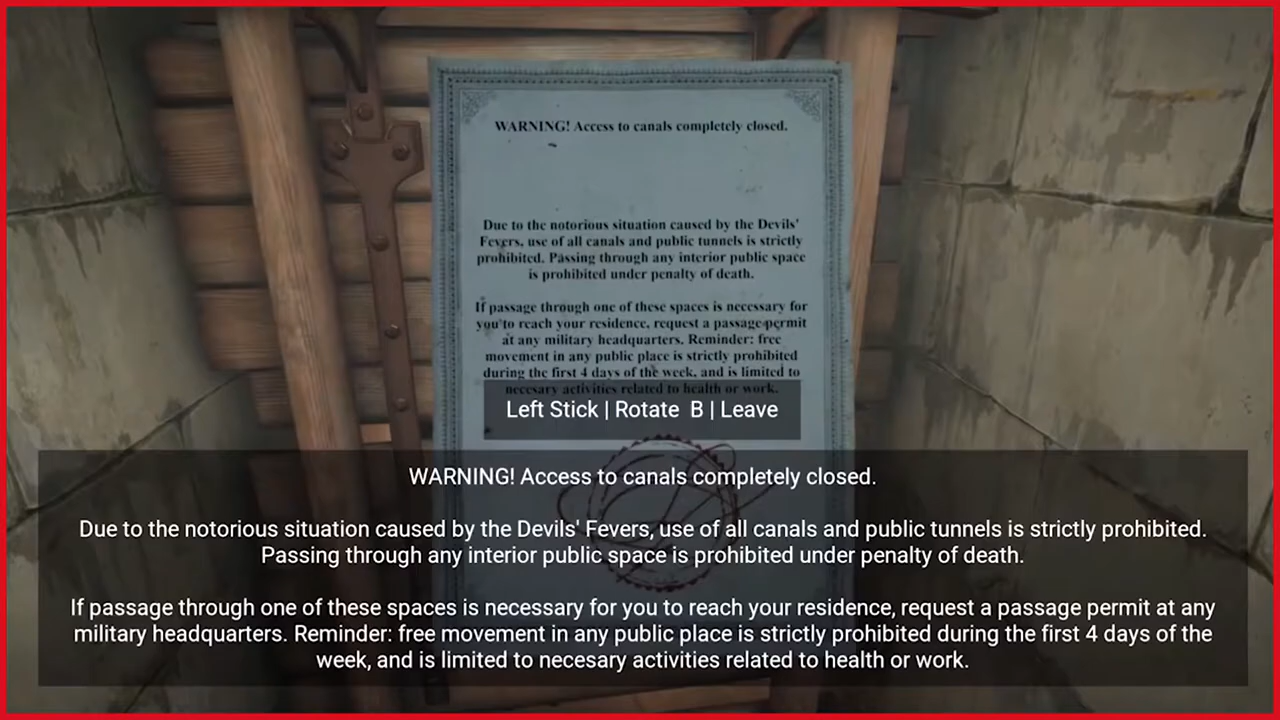 WARNING! Access to canals completely closed.
Due to the notorious situation caused by the Devils'
Fevers, use of all canals and public tunnels is strictly
prohibited. Passing through any interior public space
is prohibited under penalty of death.
If passage through one of these spaces is necessary for
you to reach your residence, request a passage permit
at any military headquarters. Reminder: free
movement in any public place is strictly prohibited
during the first 4 days of the week, and is limited to
necesary activities related to health or work.
Left Stick | Rotate B | Leave
WARNING! Access to canals completely closed.
Due to the notorious situation caused by the Devils' Fevers, use of all canals and public tunnels is strictly prohibited.
Passing through any interior public space is prohibited under penalty of death.
If passage through one of these spaces is necessary for you to reach your residence, request a passage permit at any
military headquarters. Reminder: free movement in any public place is strictly prohibited during the first 4 days of the
week, and is limited to necesary activities related to health or work.